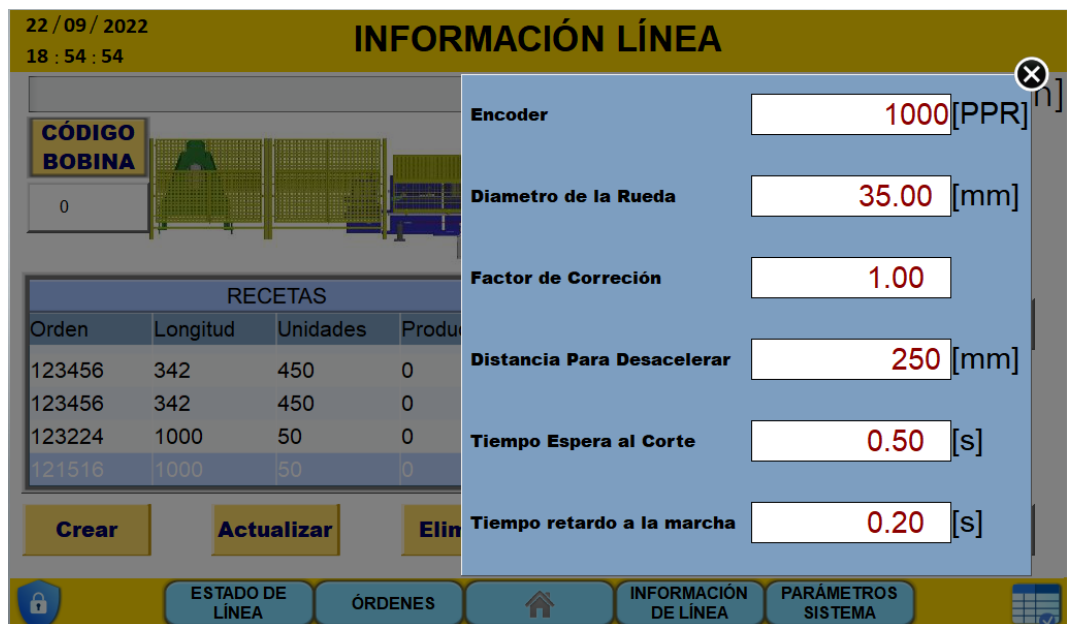 22 / 09 / 2022
18 : 54 : 54
INFORMACIÓN LÍNEA
CÓDIGO
BOBINA
0
Encoder 1000 [PPR]
Diametro de la Rueda 35.00 [mm]
Factor de Correción 1.00
Distancia Para Desacelerar 250 [mm]
Tiempo Espera al Corte 0.50 [s]
Tiempo retardo a la marcha 0.20 [s]
RECETAS
Orden Longitud Unidades
123456 342 450 0
123456 342 450 0
123224 1000 50 0
121516 1000 50 0
Crear Actualizar
ESTADO DE
LÍNEA
ÓRDENES
INFORMACIÓN
DE LÍNEA
PARÁMETROS
SISTEMA